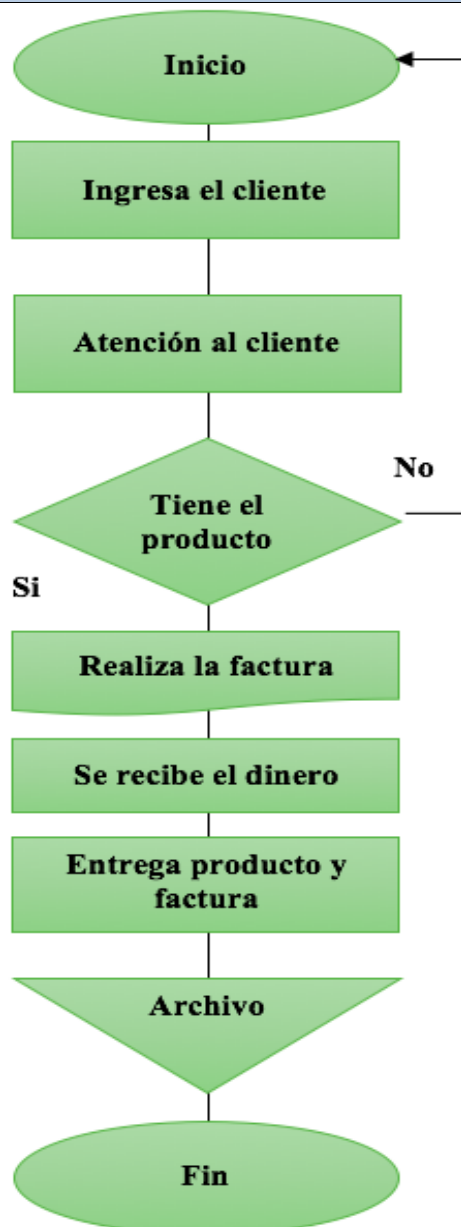 Inicio
Ingresa el cliente
Atención al cliente
No
Tiene el
producto
Si
Realiza la factura
Se recibe el dinero
Entrega producto y
factura
Archivo
Fin